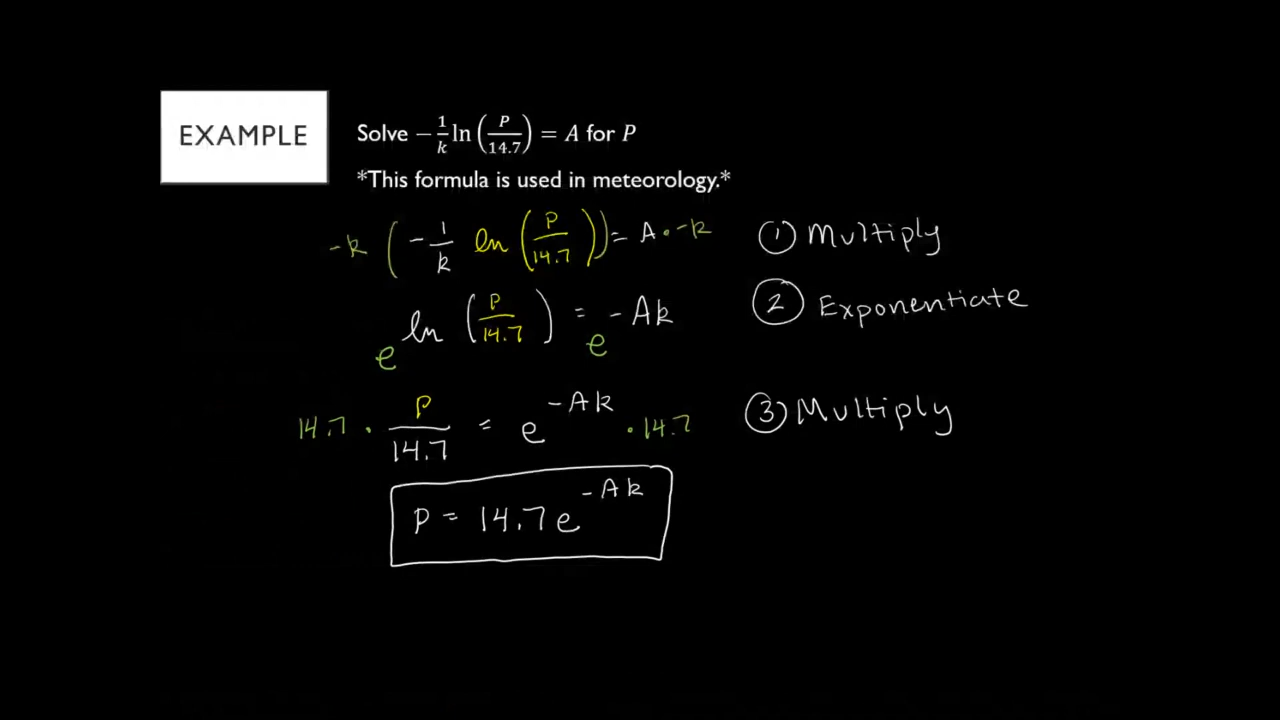 EXAMPLE
Solve −1/k ln(P/14.7) = A for P
*This formula is used in meteorology.*
-k (-1/k ln(P/14.7)) = A · -k
① Multiply
e^ln(P/14.7) = e^-Ak
② Exponentiate
14.7 · P/14.7 = e^-Ak · 14.7
③ Multiply
P = 14.7e^-Ak